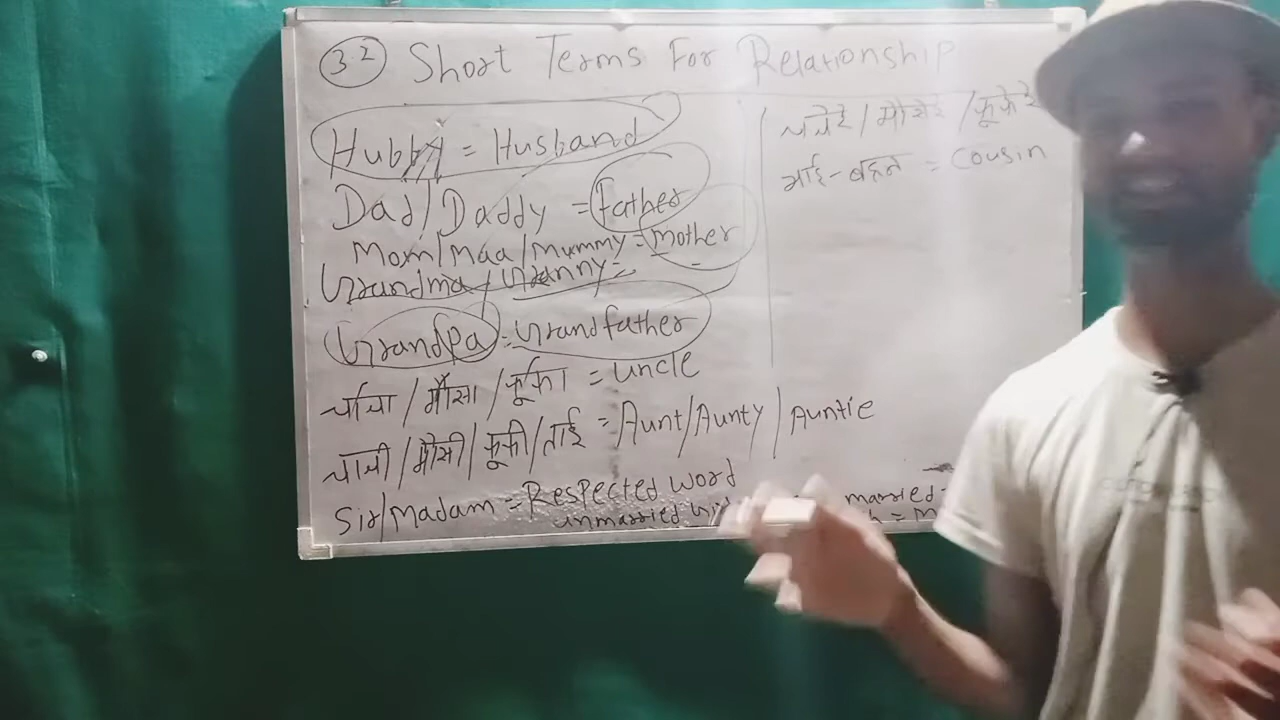 3.2 Short Terms For Relationship
Hubby = Husband
Dad/Daddy = Father
Mom/Maa/Mummy = Mother
Grandma/Granny =
Grandpa = Grandfather
चाचा/मौसा/फूफा = uncle
चाची/मौसी/फूफी/ताई = Aunt/Aunty/Auntie
Sir/Madam = Respected word
unmarried married
चचेरे/मौसेरे/फूफेरे
भाई-बहन = Cousin